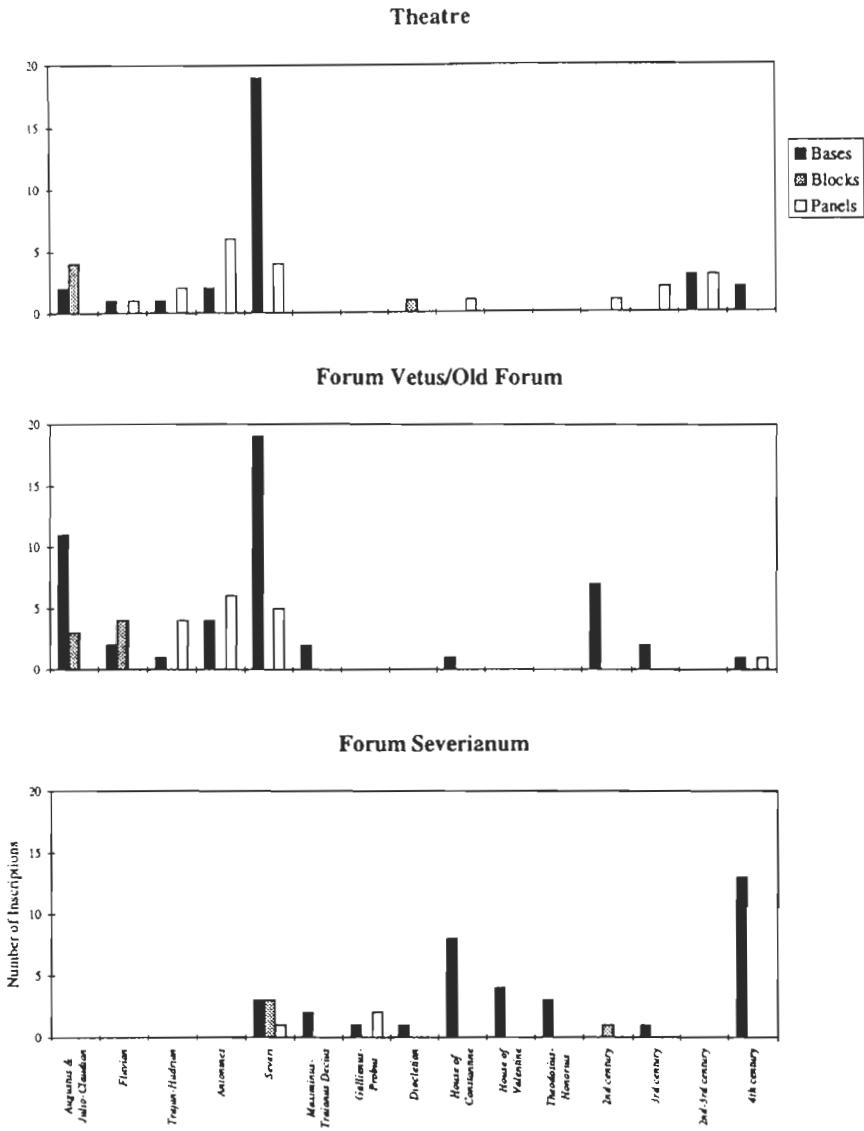 Theatre
20
15
10
5
0
Bases
Blocks
Panels
Forum Vetus/Old Forum
20
15
10
5
0
Forum Severianum
20
15
10
5
0
Number of Inscriptions
Augustus &
Julio-Claudian
Flavian
Trajan-Hadrian
Antonines
Severi
Maximinus-
Traianus Decius
Gallienus-
Probus
Diocletian
House of
Constantine
House of
Valentine
Theodosius-
Honorius
2nd century
3rd century
2nd-3rd century
4th century